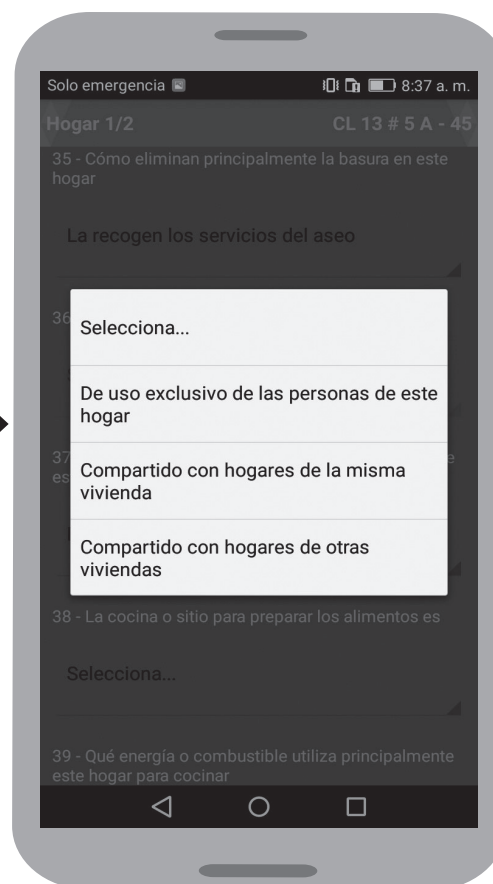 Solo emergencia 8:37 a. m.
Hogar 1/2 CL 13 # 5 A - 45
35 - Cómo eliminan principalmente la basura en este
hogar
La recogen los servicios del aseo
36
Selecciona...
De uso exclusivo de las personas de este
hogar
37 e
es
Compartido con hogares de la misma
vivienda
Compartido con hogares de otras
viviendas
38 - La cocina o sitio para preparar los alimentos es
Selecciona...
39 - Qué energía o combustible utiliza principalmente
este hogar para cocinar